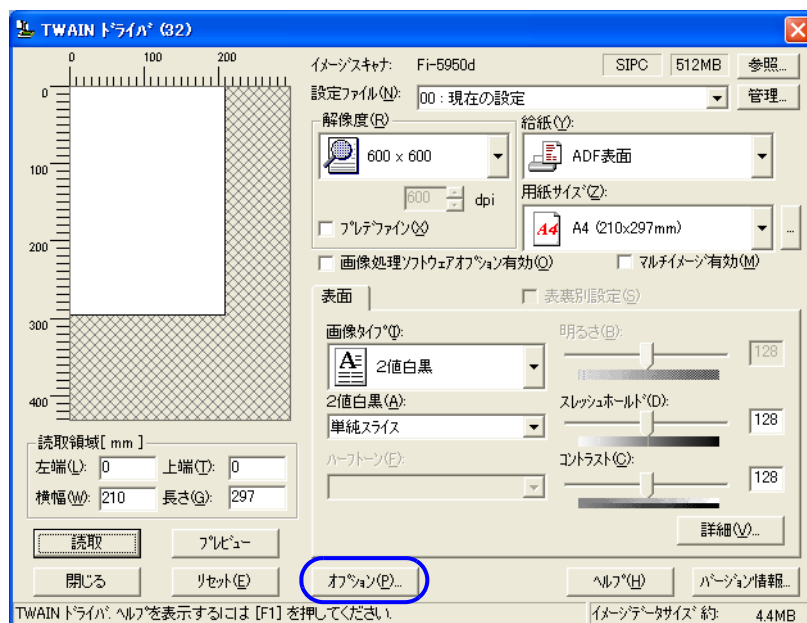 TWAIN ﾄﾞﾗｲﾊﾞ (32)
0 100 200
0
100
200
300
400
ｲﾒｰｼﾞｽｷｬﾅ: Fi-5950d SIPC 512MB 参照...
設定ﾌｧｲﾙ(N): 00 : 現在の設定 管理...
解像度(R)
600 × 600
600 dpi
ﾌﾟﾚﾃﾞﾌｧｲﾝ(X)
給紙(Y):
ADF表面
用紙ｻｲｽﾞ(Z):
A4 A4 (210x297mm) ...
画像処理ｿﾌﾄｳｪｱｵﾌﾟｼｮﾝ有効(O) ﾏﾙﾁｲﾒｰｼﾞ有効(M)
表面 表裏別設定(S)
画像ﾀｲﾌﾟ(I):
A 2値白黒
2値白黒(A):
単純ｽﾗｲｽ
ﾊｰﾌﾄｰﾝ(F):
明るさ(B):
128
ｽﾚｯｼｭﾎｰﾙﾄﾞ(D):
128
ｺﾝﾄﾗｽﾄ(C):
128
詳細(V)...
読取領域[ mm ]
左端(L): 0 上端(T): 0
横幅(W): 210 長さ(G): 297
読取 ﾌﾟﾚﾋﾞｭｰ
閉じる ﾘｾｯﾄ(E) ｵﾌﾟｼｮﾝ(P)... ﾍﾙﾌﾟ(H) ﾊﾞｰｼﾞｮﾝ情報...
TWAIN ﾄﾞﾗｲﾊﾞ. ﾍﾙﾌﾟを表示するには [F1] を押してください. ｲﾒｰｼﾞﾃﾞｰﾀｻｲｽﾞ 約: 4.4MB